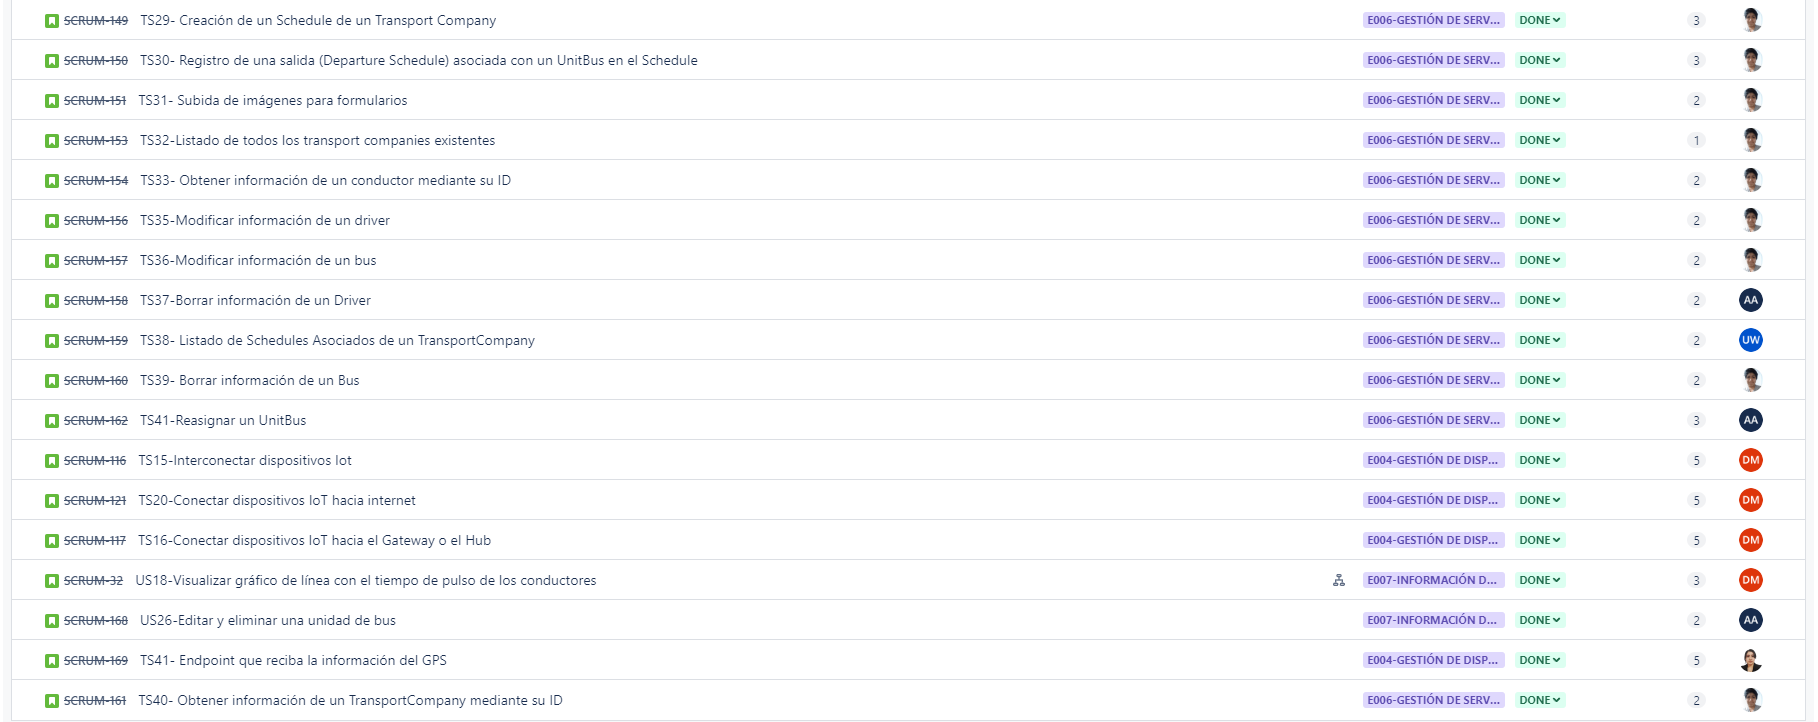 SCRUM-149 TS29- Creación de un Schedule de un Transport Company E006-GESTIÓN DE SERV... DONE 3
SCRUM-150 TS30- Registro de una salida (Departure Schedule) asociada con un UnitBus en el Schedule E006-GESTIÓN DE SERV... DONE 3
SCRUM-151 TS31- Subida de imágenes para formularios E006-GESTIÓN DE SERV... DONE 2
SCRUM-153 TS32-Listado de todos los transport companies existentes E006-GESTIÓN DE SERV... DONE 1
SCRUM-154 TS33- Obtener información de un conductor mediante su ID E006-GESTIÓN DE SERV... DONE 2
SCRUM-156 TS35-Modificar información de un driver E006-GESTIÓN DE SERV... DONE 2
SCRUM-157 TS36-Modificar información de un bus E006-GESTIÓN DE SERV... DONE 2
SCRUM-158 TS37-Borrar información de un Driver E006-GESTIÓN DE SERV... DONE 2 AA
SCRUM-159 TS38- Listado de Schedules Asociados de un TransportCompany E006-GESTIÓN DE SERV... DONE 2 UW
SCRUM-160 TS39- Borrar información de un Bus E006-GESTIÓN DE SERV... DONE 2
SCRUM-162 TS41-Reasignar un UnitBus E006-GESTIÓN DE SERV... DONE 3 AA
SCRUM-116 TS15-Interconectar dispositivos Iot E004-GESTIÓN DE DISP... DONE 5 DM
SCRUM-121 TS20-Conectar dispositivos IoT hacia internet E004-GESTIÓN DE DISP... DONE 5 DM
SCRUM-117 TS16-Conectar dispositivos IoT hacia el Gateway o el Hub E004-GESTIÓN DE DISP... DONE 5 DM
SCRUM-32 US18-Visualizar gráfico de línea con el tiempo de pulso de los conductores E007-INFORMACIÓN D... DONE 3 DM
SCRUM-168 US26-Editar y eliminar una unidad de bus E007-INFORMACIÓN D... DONE 2 AA
SCRUM-169 TS41- Endpoint que reciba la información del GPS E004-GESTIÓN DE DISP... DONE 5
SCRUM-161 TS40- Obtener información de un TransportCompany mediante su ID E006-GESTIÓN DE SERV... DONE 2